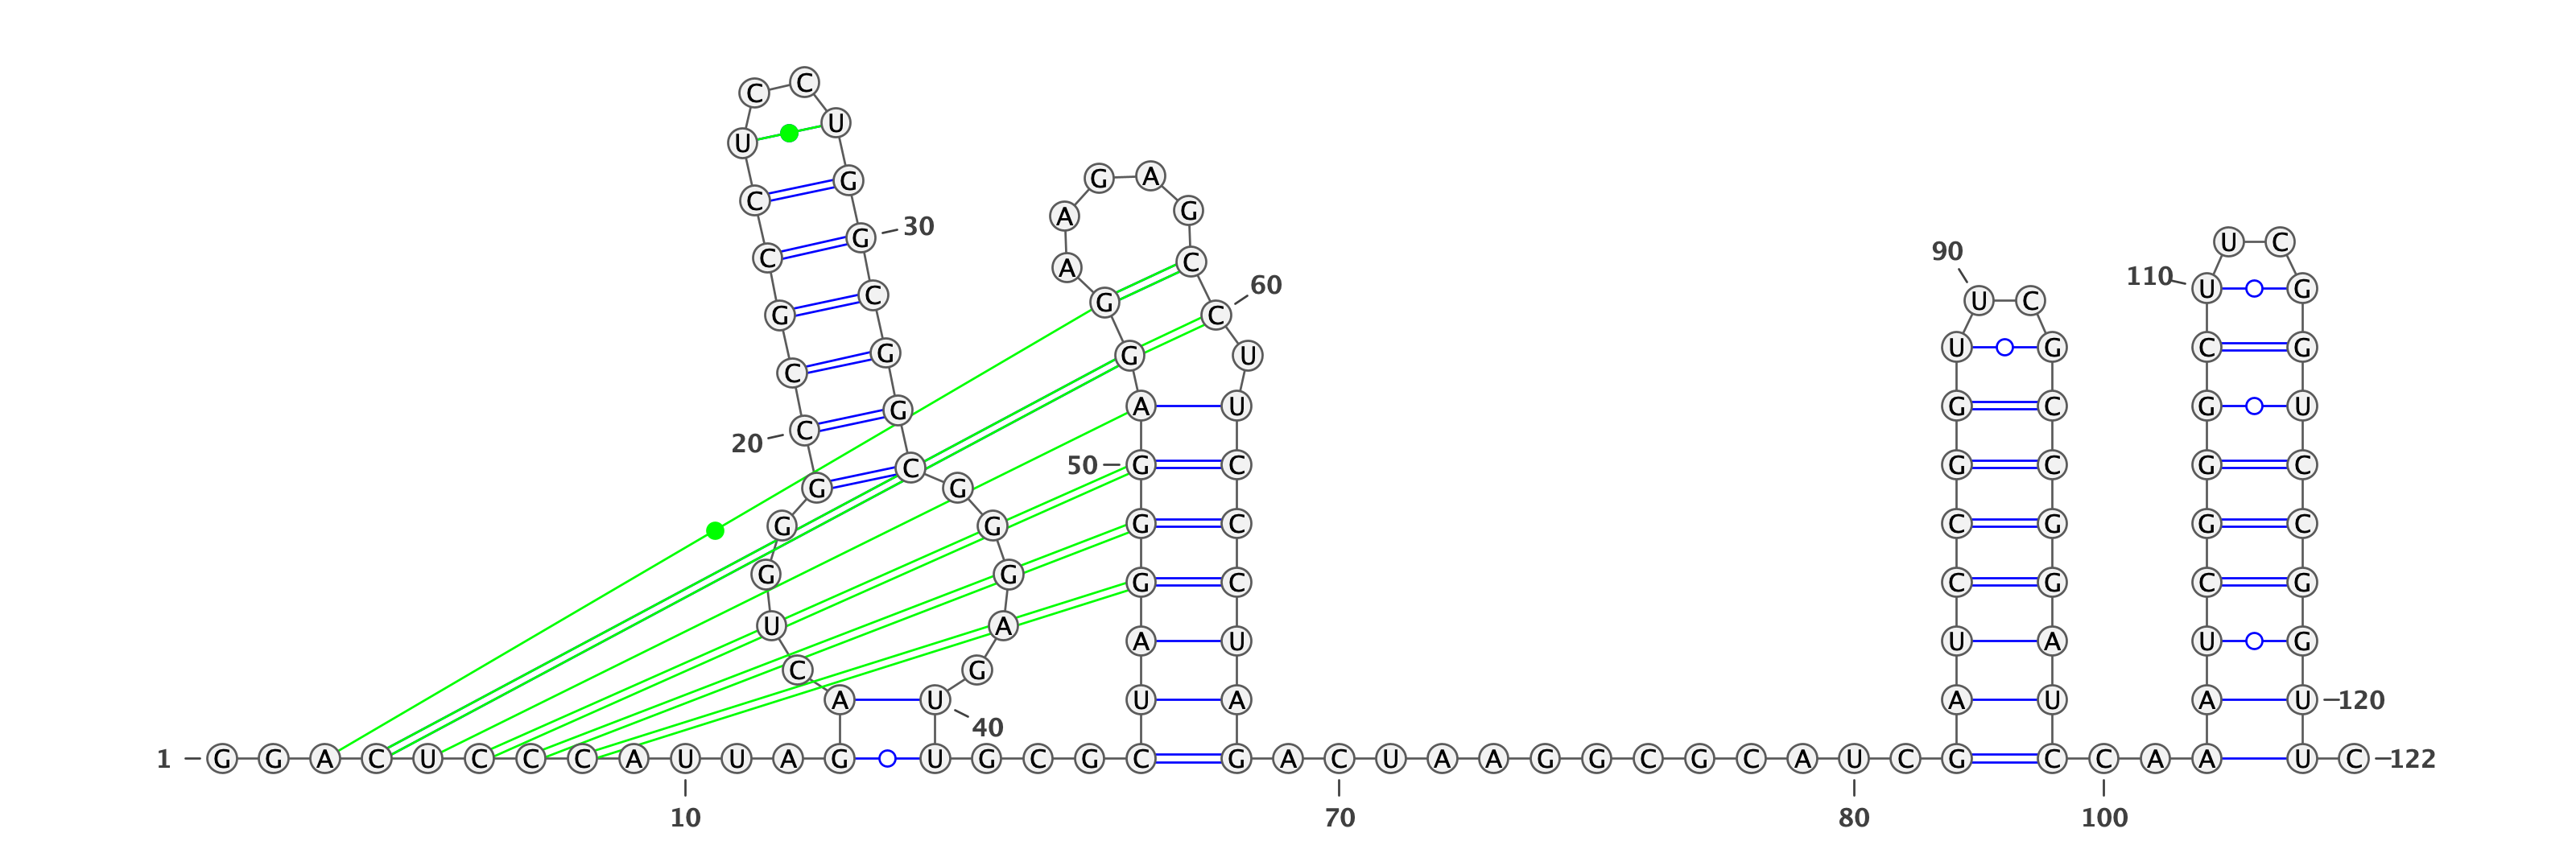 1
G G A C U C C C A U
10
U A G A C U G G G C
20
C G C C U C C U G G
30
C G G C G G G A G U
40
U G C G C U A G G G
50
A G G A A G A G C C
60
U U C C C U A G A C
70
U A A G G C G C A U
80
C G A U C C G G U U
90
C G C C G G A U C C
100
A A A U C G G G C U
110
U C G G U C C G G U
120
U C
122